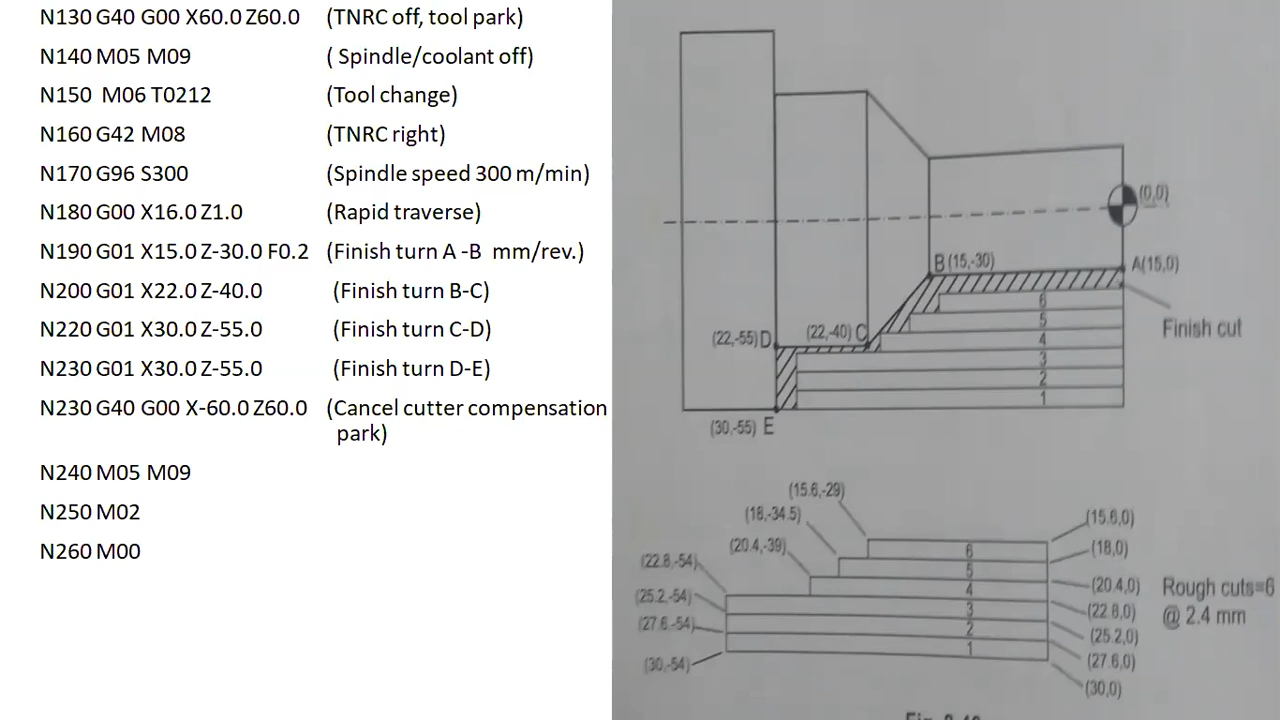 N130 G40 G00 X60.0 Z60.0 (TNRC off, tool park)
N140 M05 M09 ( Spindle/coolant off)
N150 M06 T0212 (Tool change)
N160 G42 M08 (TNRC right)
N170 G96 S300 (Spindle speed 300 m/min)
N180 G00 X16.0 Z1.0 (Rapid traverse)
N190 G01 X15.0 Z-30.0 F0.2 (Finish turn A -B mm/rev.)
N200 G01 X22.0 Z-40.0 (Finish turn B-C)
N220 G01 X30.0 Z-55.0 (Finish turn C-D)
N230 G01 X30.0 Z-55.0 (Finish turn D-E)
N230 G40 G00 X-60.0 Z60.0 (Cancel cutter compensation
park)
N240 M05 M09
N250 M02
N260 M00
(0,0)
B (15,-30)
A(15,0)
6
5
Finish cut
(22,-55) D
(22,-40) C
4
3
2
1
(30,-55) E
(15.6,-29)
(15.6,0)
(18,-34.5)
(18,0)
(20.4,-39)
6
5
(22.8,-54)
4
(20.4,0)
Rough cuts=6
(25.2,-54)
3
(22.8,0)
@ 2.4 mm
(27.6,-54)
2
(25.2,0)
1
(27.6,0)
(30,-54)
(30,0)